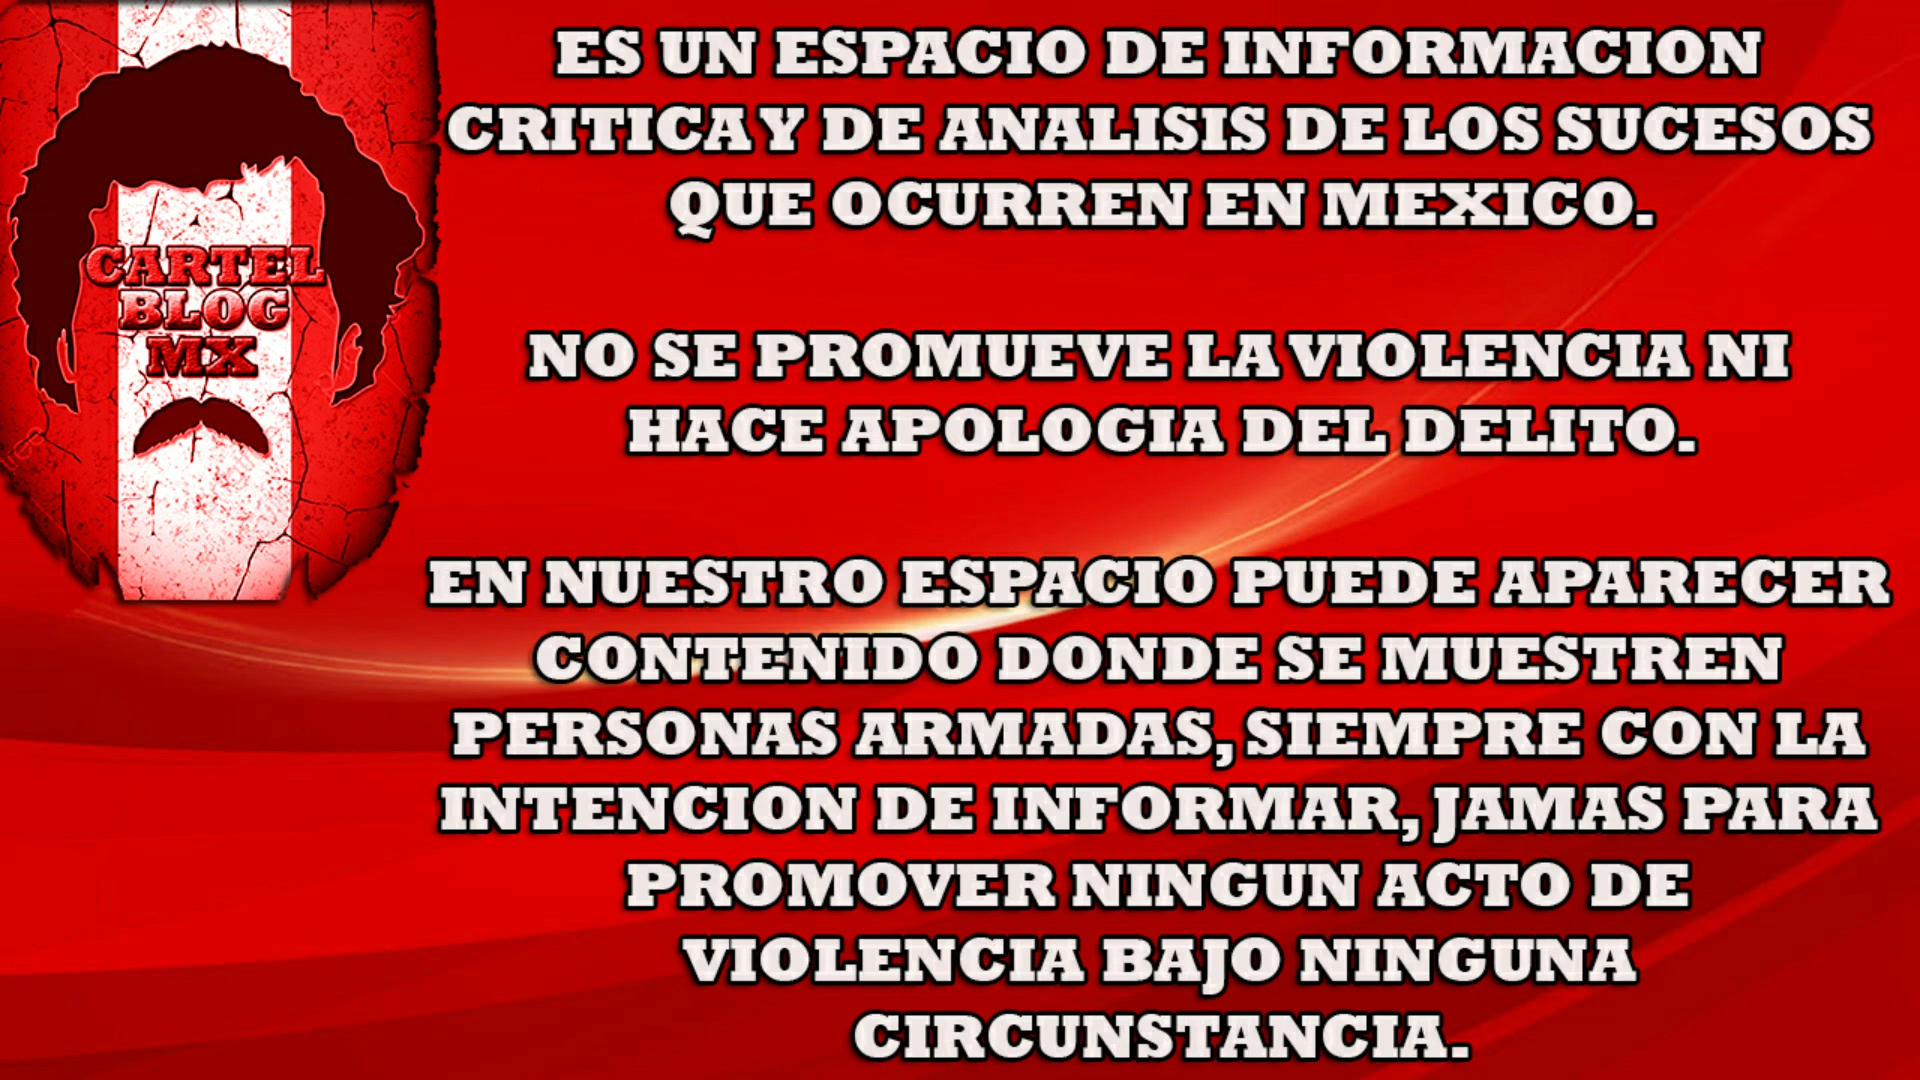 CARTEL
BLOG
MX
ES UN ESPACIO DE INFORMACION
CRITICA Y DE ANALISIS DE LOS SUCESOS
QUE OCURREN EN MEXICO.
NO SE PROMUEVE LA VIOLENCIA NI
HACE APOLOGIA DEL DELITO.
EN NUESTRO ESPACIO PUEDE APARECER
CONTENIDO DONDE SE MUESTREN
PERSONAS ARMADAS, SIEMPRE CON LA
INTENCION DE INFORMAR, JAMAS PARA
PROMOVER NINGUN ACTO DE
VIOLENCIA BAJO NINGUNA
CIRCUNSTANCIA.